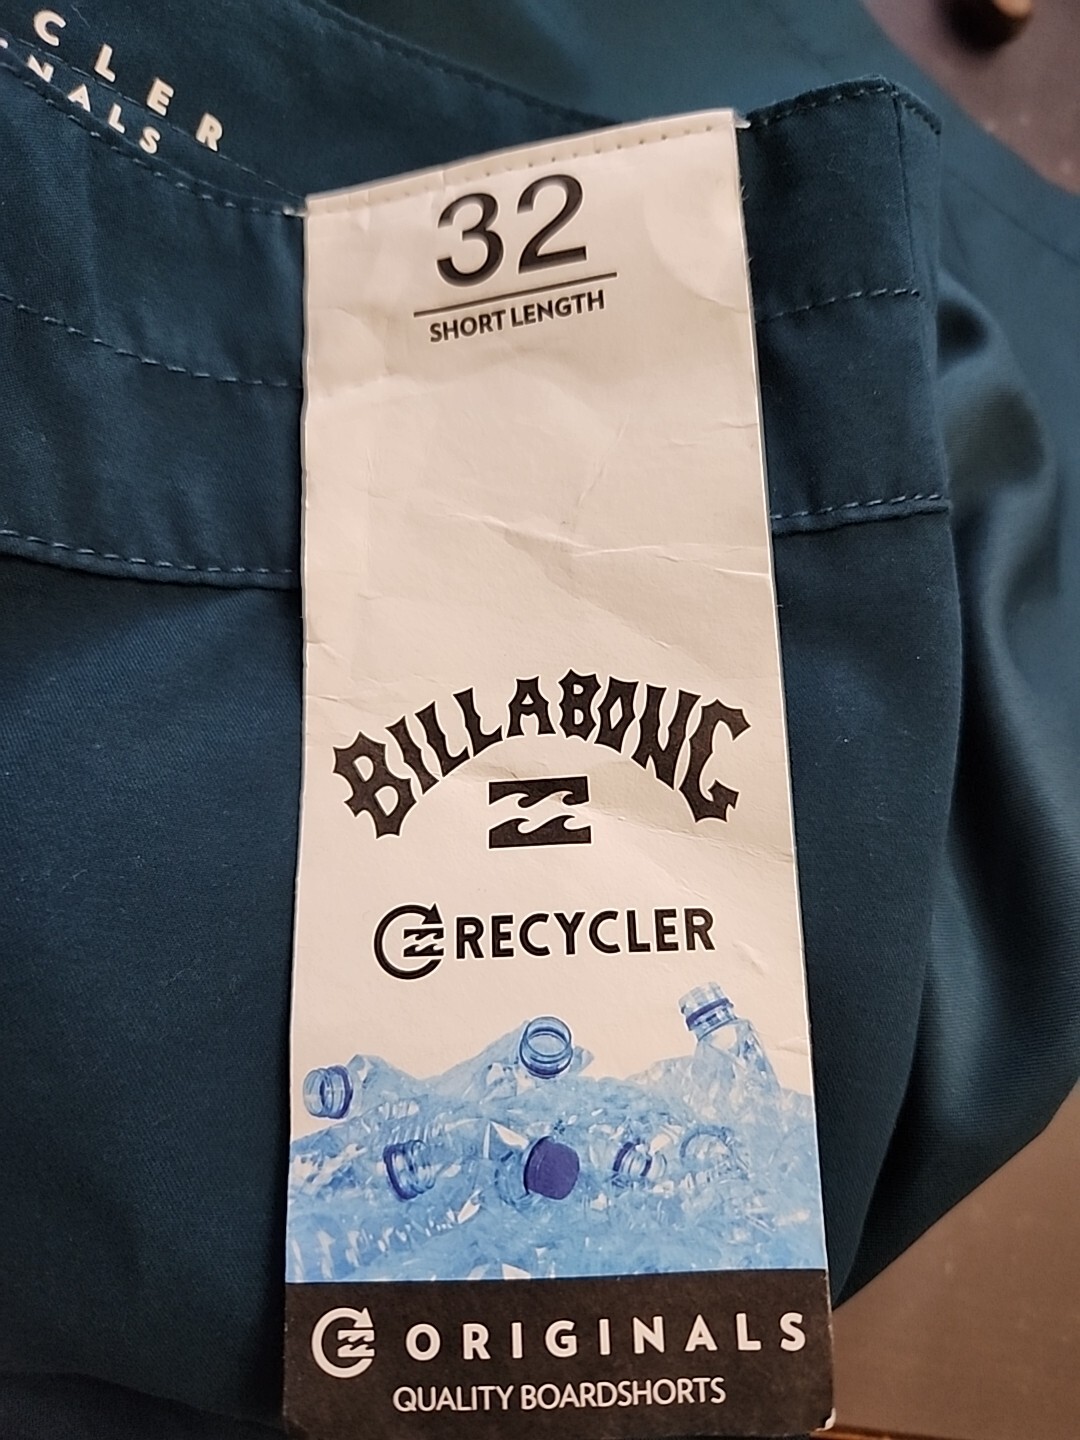 CLER
NALS
32
SHORT LENGTH
BILLABONG
RECYCLER
ORIGINALS
QUALITY BOARDSHORTS